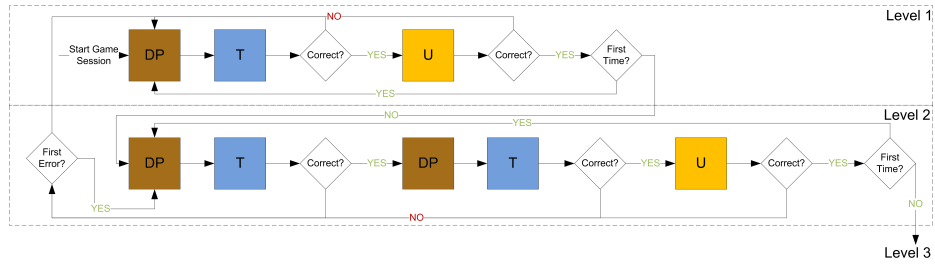 Level 1
NO
Start Game
Session
DP
T
Correct?
YES
U
Correct?
YES
First
Time?
YES
NO
Level 2
YES
First
Error?
YES
DP
T
Correct?
YES
DP
T
Correct?
YES
U
Correct?
YES
First
Time?
NO
NO
Level 3